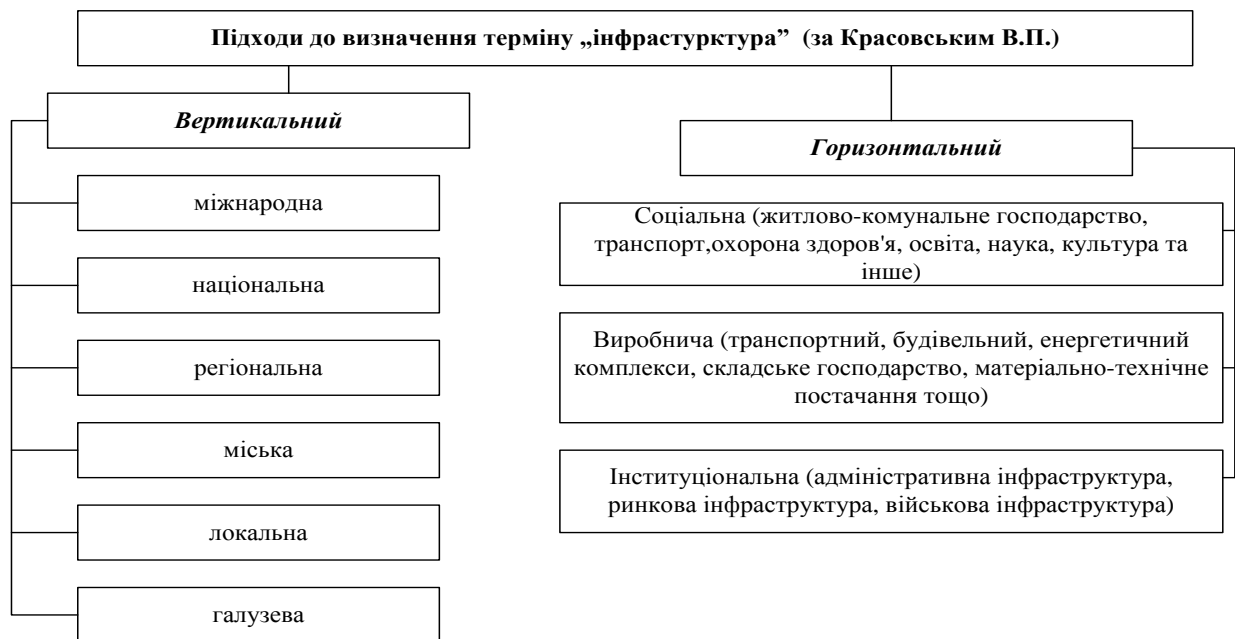 Підходи до визначення терміну „інфрастурктура” (за Красовським В.П.)
Вертикальний
міжнародна
національна
регіональна
міська
локальна
галузева
Горизонтальний
Соціальна (житлово-комунальне господарство,
транспорт,охорона здоров'я, освіта, наука, культура та
інше)
Виробнича (транспортний, будівельний, енергетичний
комплекси, складське господарство, матеріально-технічне
постачання тощо)
Інституціональна (адміністративна інфраструктура,
ринкова інфраструктура, військова інфраструктура)